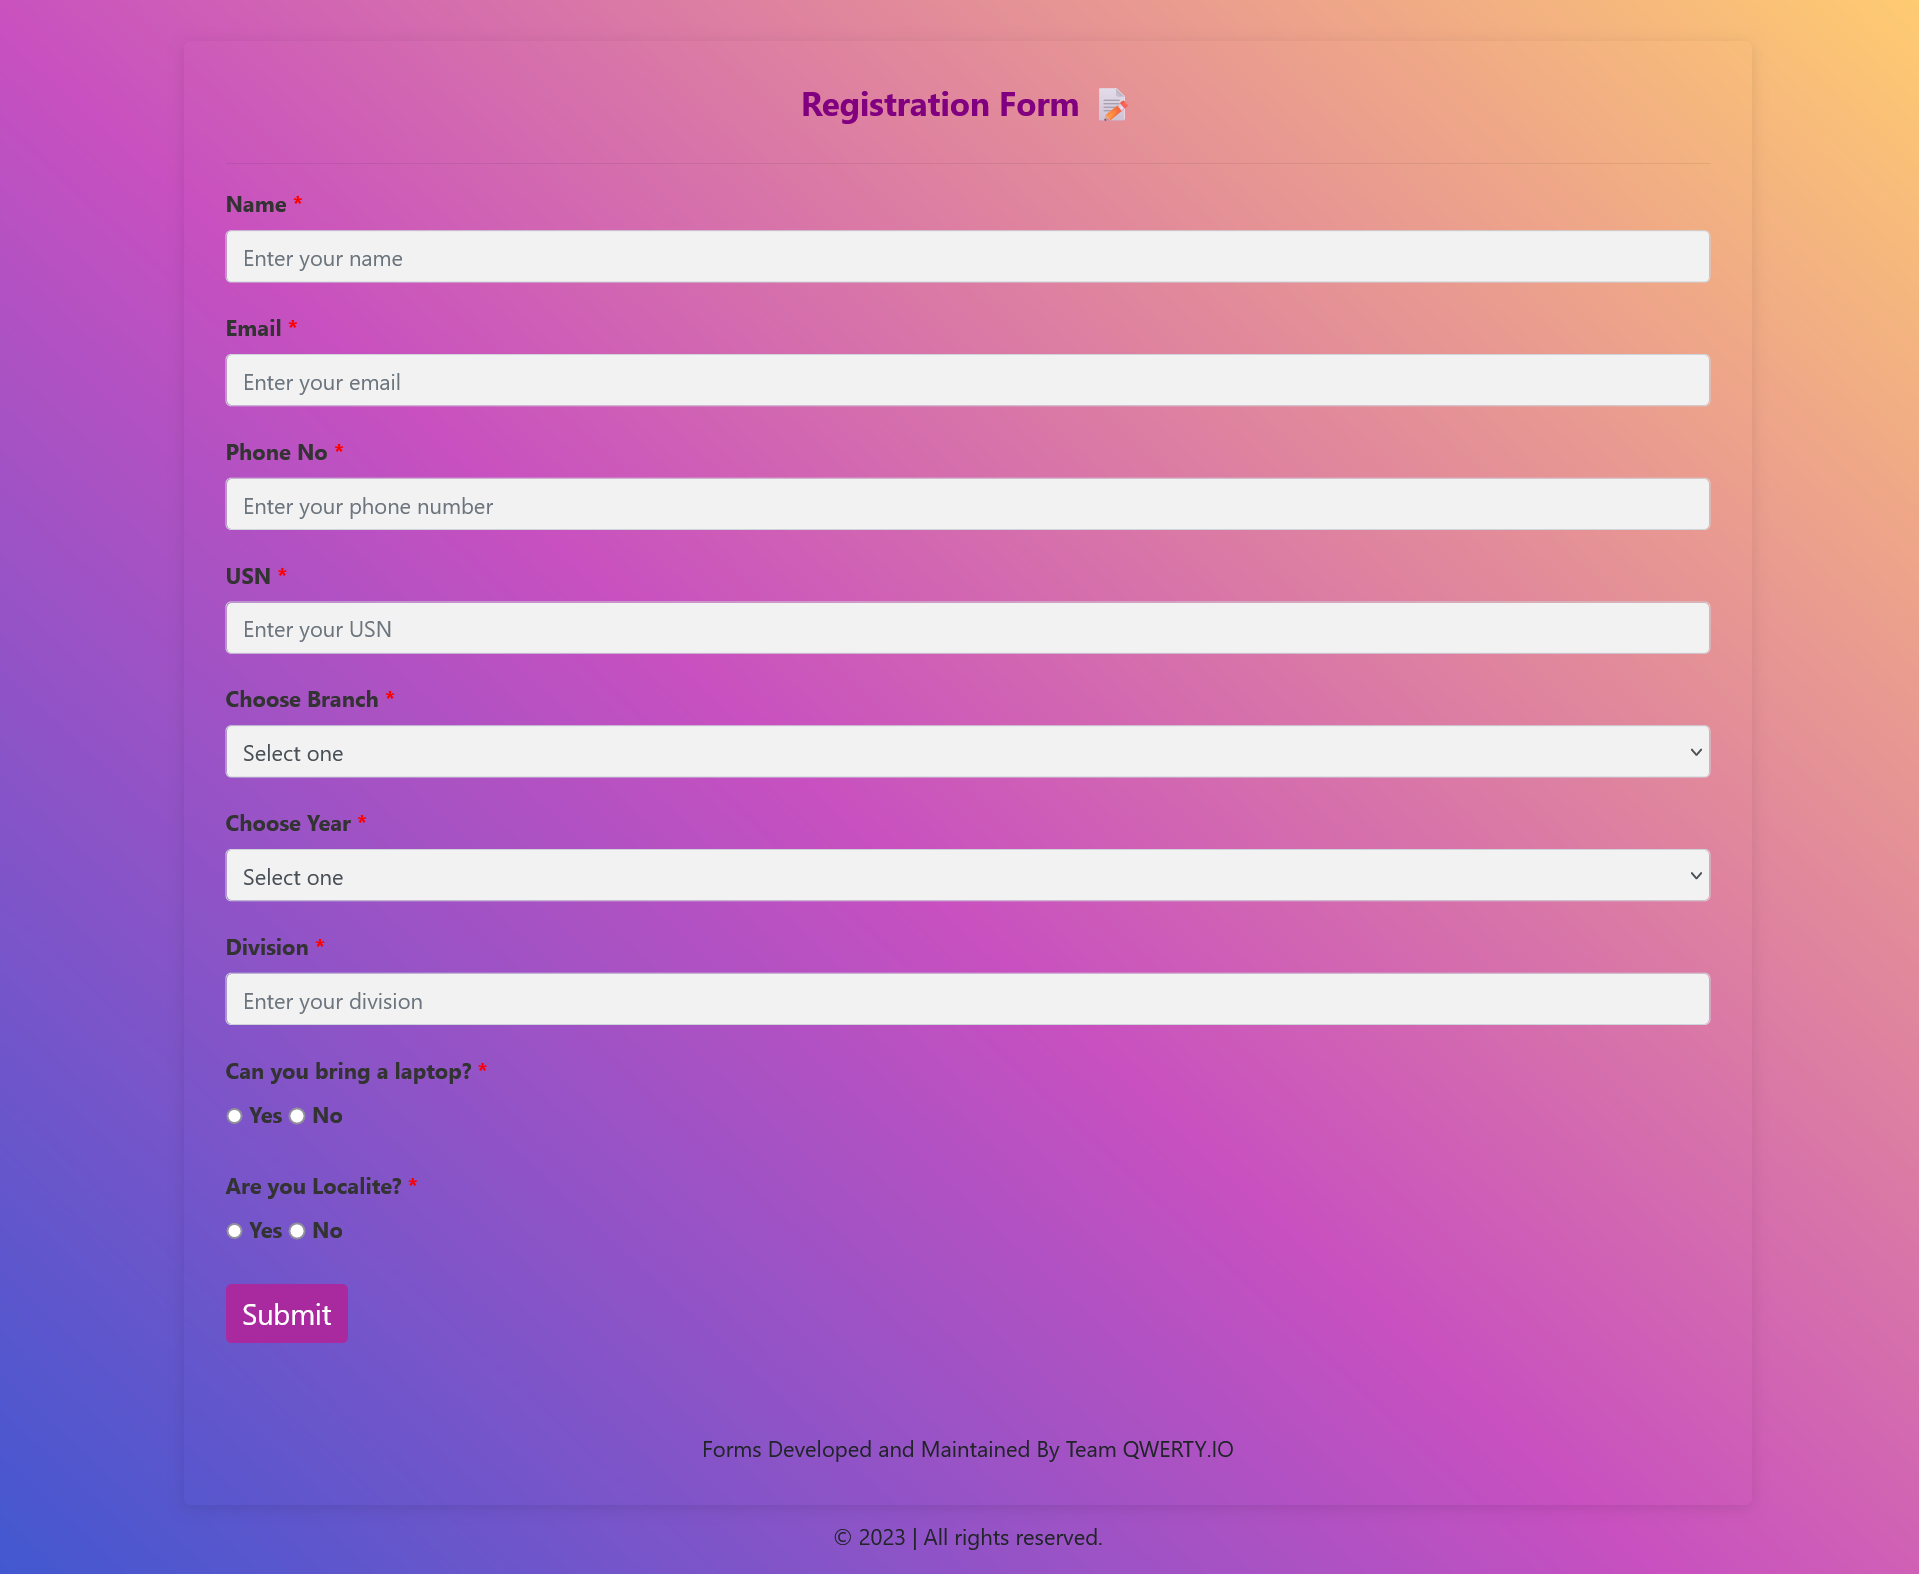 Registration Form 📝
Name *
Enter your name
Email *
Enter your email
Phone No *
Enter your phone number
USN *
Enter your USN
Choose Branch *
Select one
Choose Year *
Select one
Division *
Enter your division
Can you bring a laptop? *
Yes No
Are you Localite? *
Yes No
Submit
Forms Developed and Maintained By Team QWERTY.IO
© 2023 | All rights reserved.